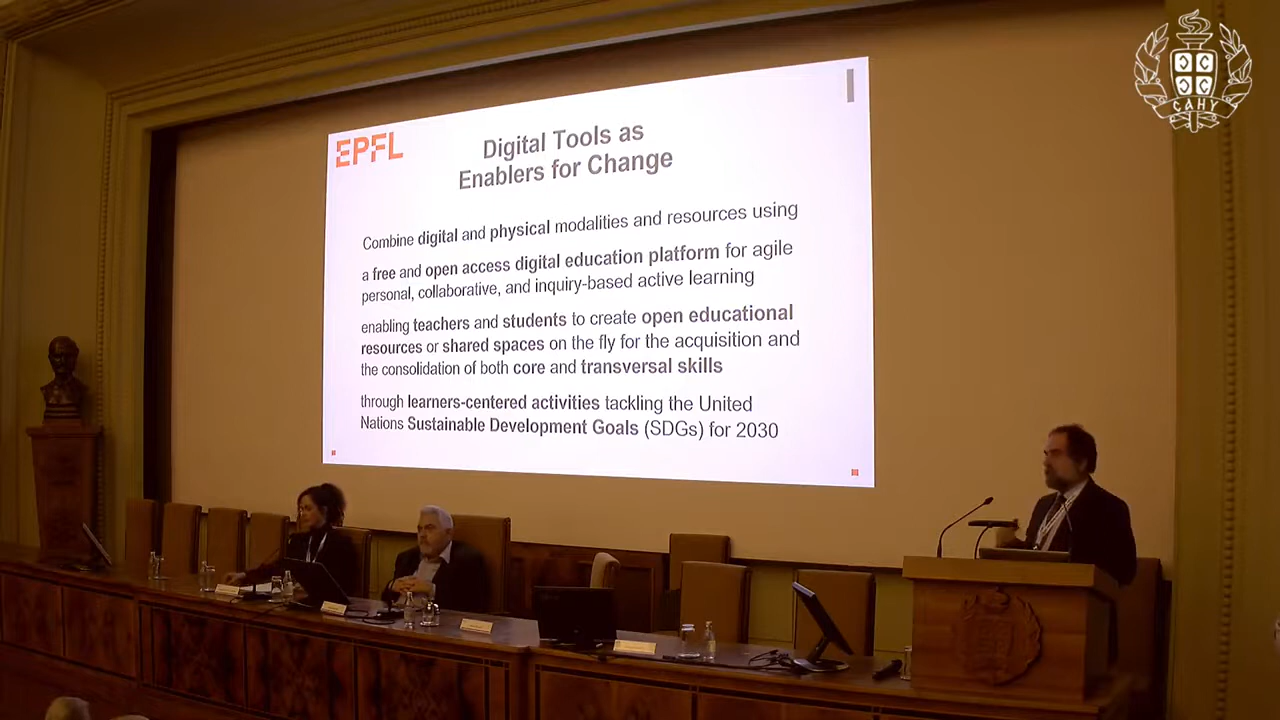 EPFL
Digital Tools as
Enablers for Change
Combine digital and physical modalities and resources using
a free and open access digital education platform for agile
personal, collaborative, and inquiry-based active learning
enabling teachers and students to create open educational
resources or shared spaces on the fly for the acquisition and
the consolidation of both core and transversal skills
through learners-centered activities tackling the United
Nations Sustainable Development Goals (SDGs) for 2030
САНУ